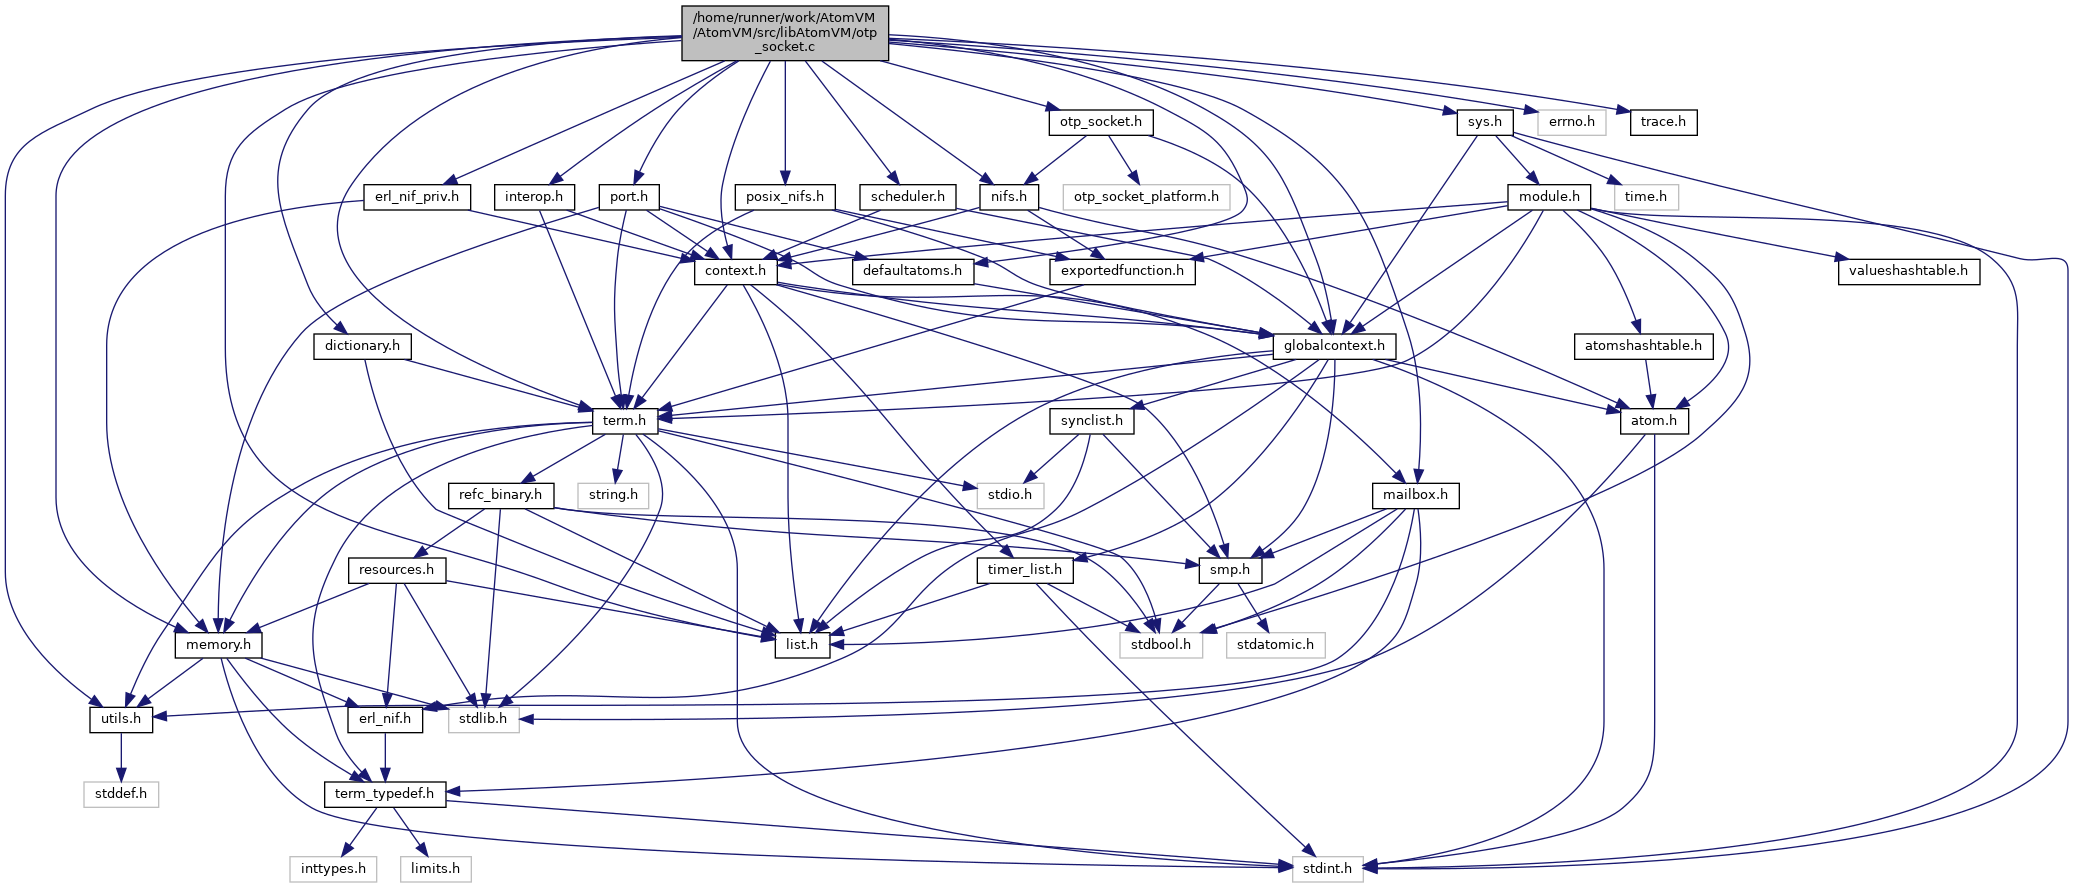 /home/runner/work/AtomVM
/AtomVM/src/libAtomVM/otp
_socket.c
otp_socket.h
sys.h
errno.h
trace.h
erl_nif_priv.h
interop.h
port.h
posix_nifs.h
scheduler.h
nifs.h
otp_socket_platform.h
module.h
time.h
context.h
defaultatoms.h
exportedfunction.h
valueshashtable.h
dictionary.h
globalcontext.h
atomshashtable.h
term.h
synclist.h
atom.h
refc_binary.h
string.h
stdio.h
mailbox.h
resources.h
timer_list.h
smp.h
memory.h
list.h
stdbool.h
stdatomic.h
utils.h
erl_nif.h
stdlib.h
stddef.h
term_typedef.h
inttypes.h
limits.h
stdint.h